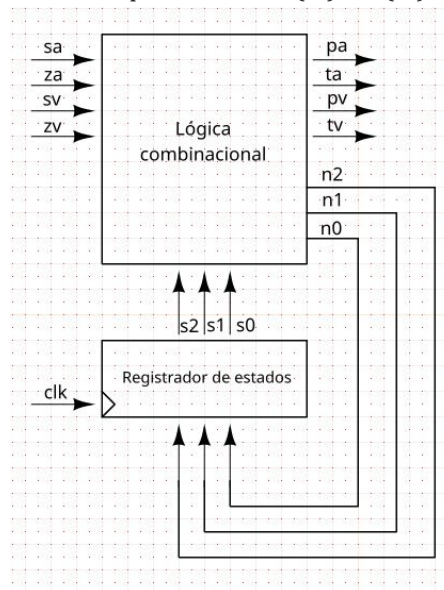 sa
za
sv
zv
pa
ta
pv
tv
Lógica
combinacional
n2
n1
n0
s2 s1 s0
Registrador de estados
clk